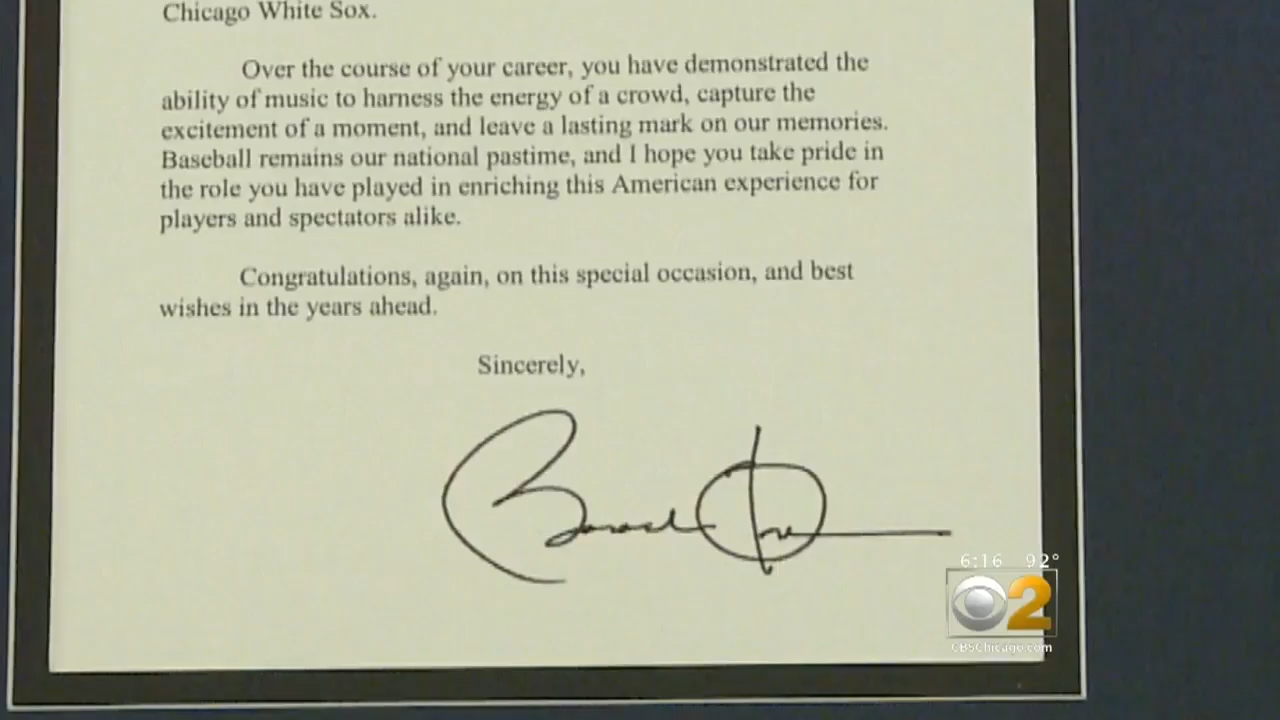 Chicago White Sox.
Over the course of your career, you have demonstrated the
ability of music to harness the energy of a crowd, capture the
excitement of a moment, and leave a lasting mark on our memories.
Baseball remains our national pastime, and I hope you take pride in
the role you have played in enriching this American experience for
players and spectators alike.
Congratulations, again, on this special occasion, and best
wishes in the years ahead.
Sincerely,
6:16 92°
2
CBSChicago.com